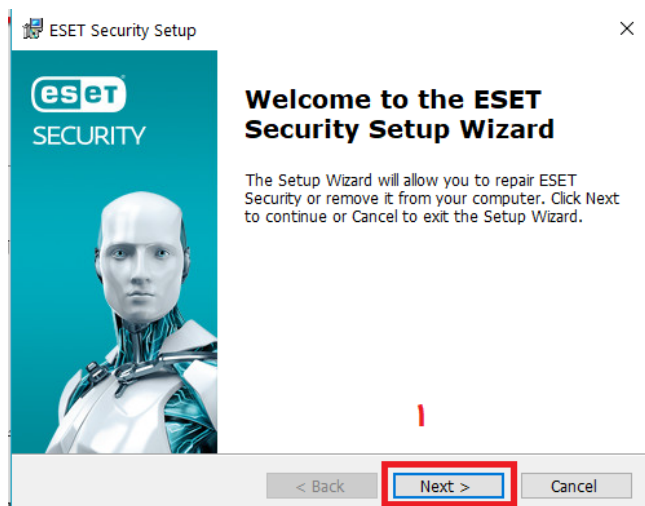 ESET Security Setup
eset
SECURITY
Welcome to the ESET
Security Setup Wizard
The Setup Wizard will allow you to repair ESET
Security or remove it from your computer. Click Next
to continue or Cancel to exit the Setup Wizard.
۱
< Back Next > Cancel